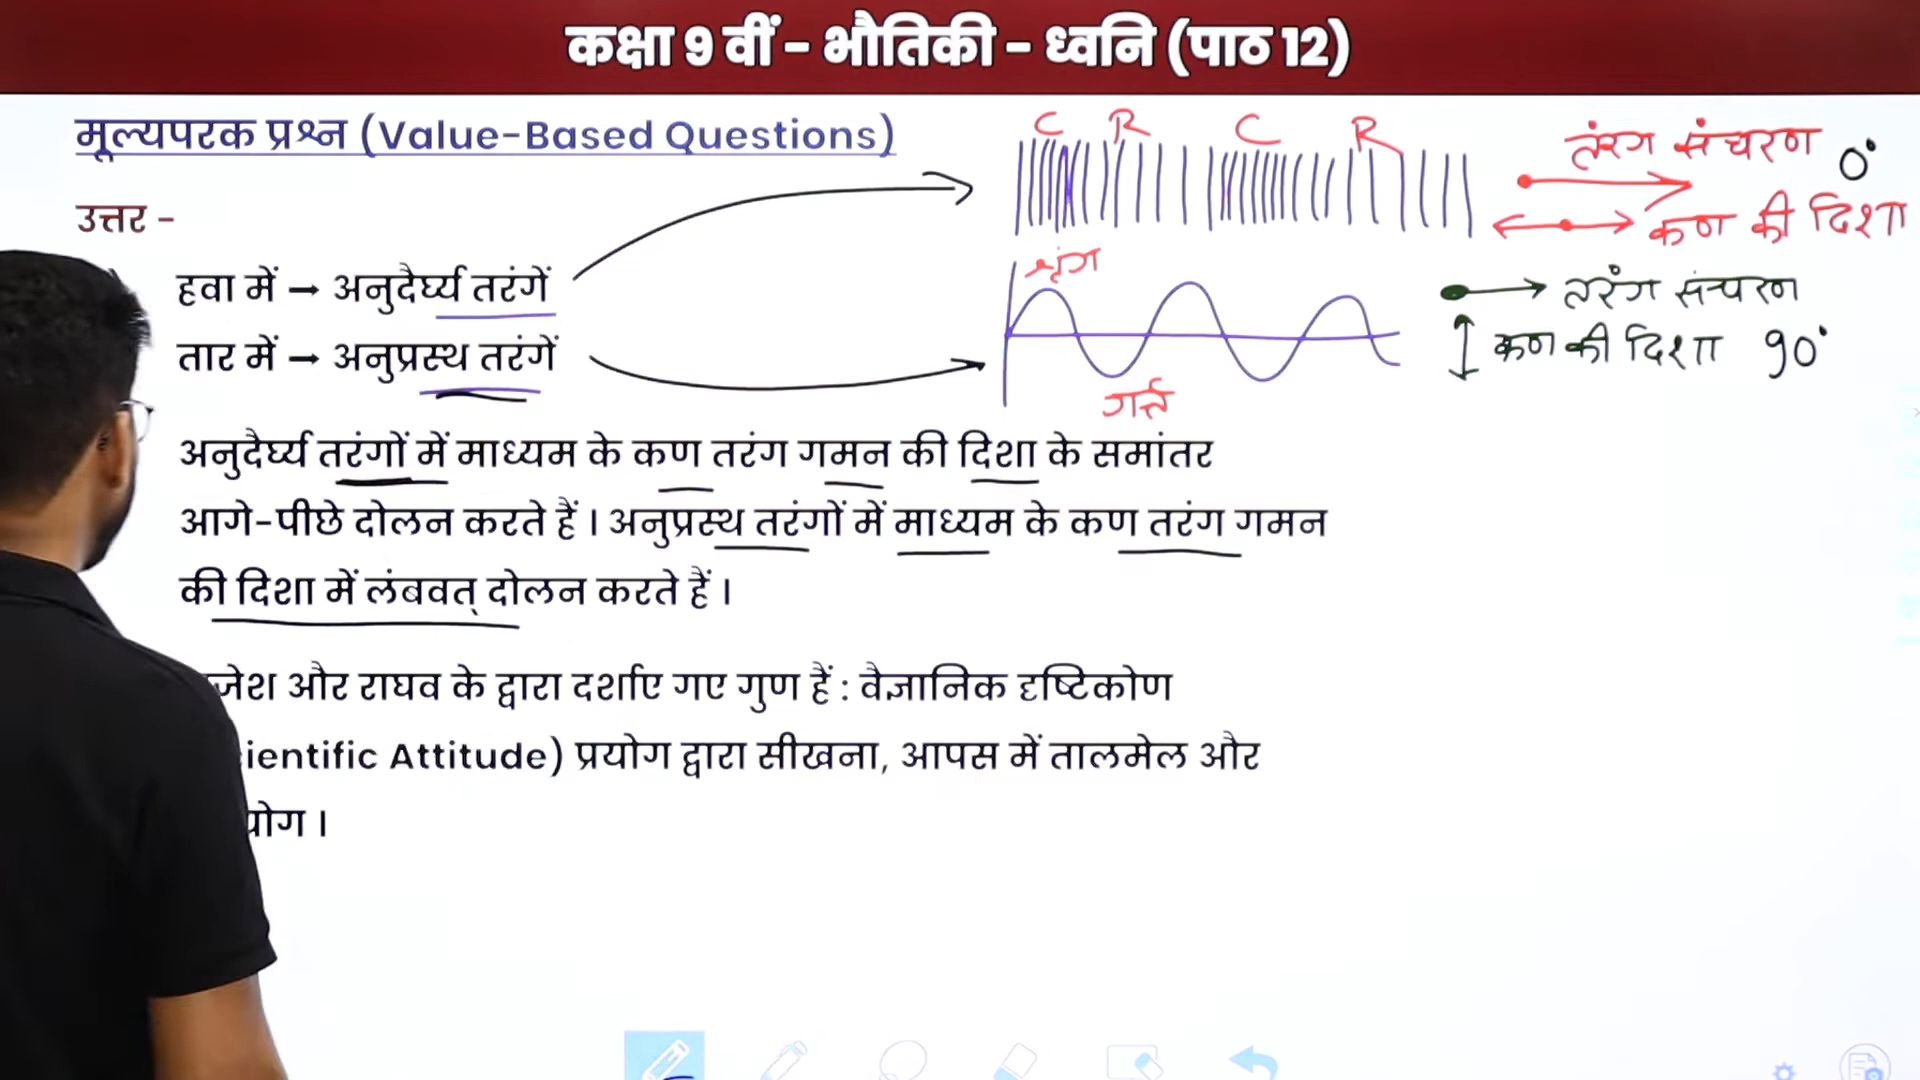 कक्षा 9 वीं - भौतिकी - ध्वनि (पाठ 12)
मूल्यपरक प्रश्न (Value-Based Questions)
उत्तर -
हवा में → अनुदैर्घ्य तरंगें
तार में → अनुप्रस्थ तरंगें
C R C R
तंरग संचरण 0°
कण की दिशा
श्रृंग
गर्त्त
तरंग संचरण
कण की दिशा 90°
अनुदैर्घ्य तरंगों में माध्यम के कण तरंग गमन की दिशा के समांतर
आगे-पीछे दोलन करते हैं । अनुप्रस्थ तरंगों में माध्यम के कण तरंग गमन
की दिशा में लंबवत् दोलन करते हैं ।
जेश और राघव के द्वारा दर्शाए गए गुण हैं : वैज्ञानिक दृष्टिकोण
ientific Attitude) प्रयोग द्वारा सीखना, आपस में तालमेल और
योग ।